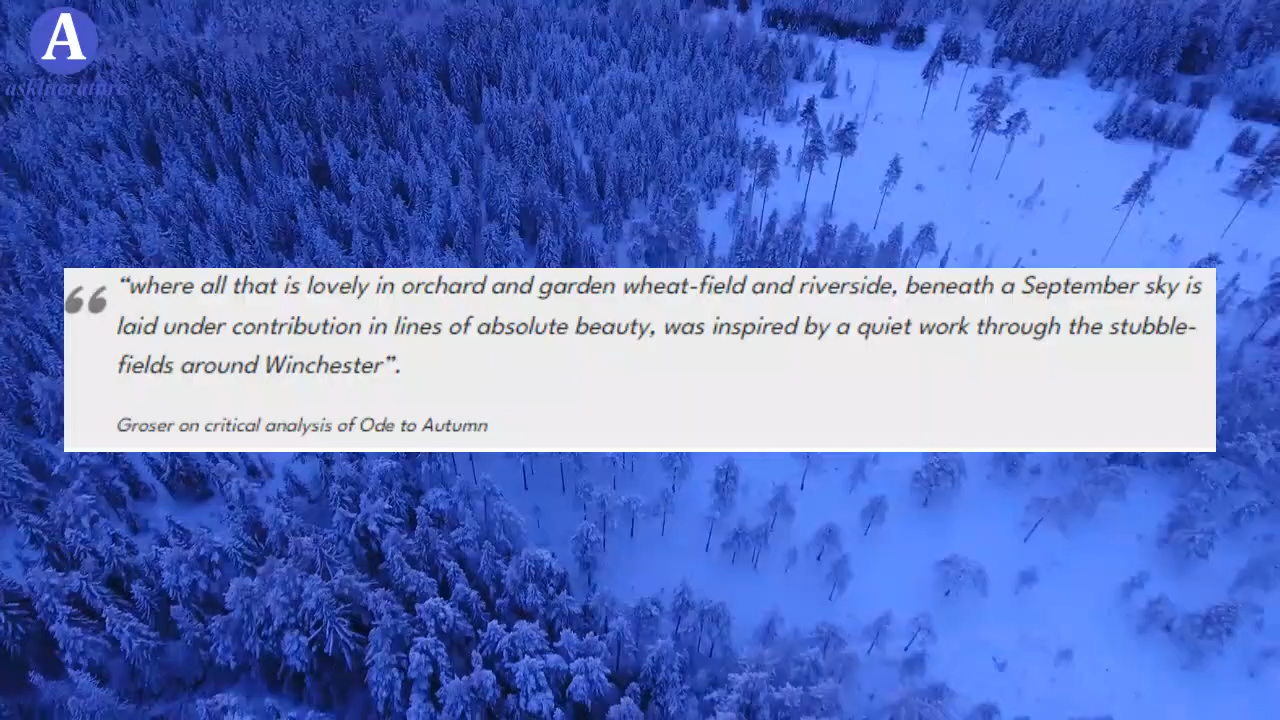 A
askliterature
“where all that is lovely in orchard and garden wheat-field and riverside, beneath a September sky is
laid under contribution in lines of absolute beauty, was inspired by a quiet work through the stubble-
fields around Winchester”.
Groser on critical analysis of Ode to Autumn